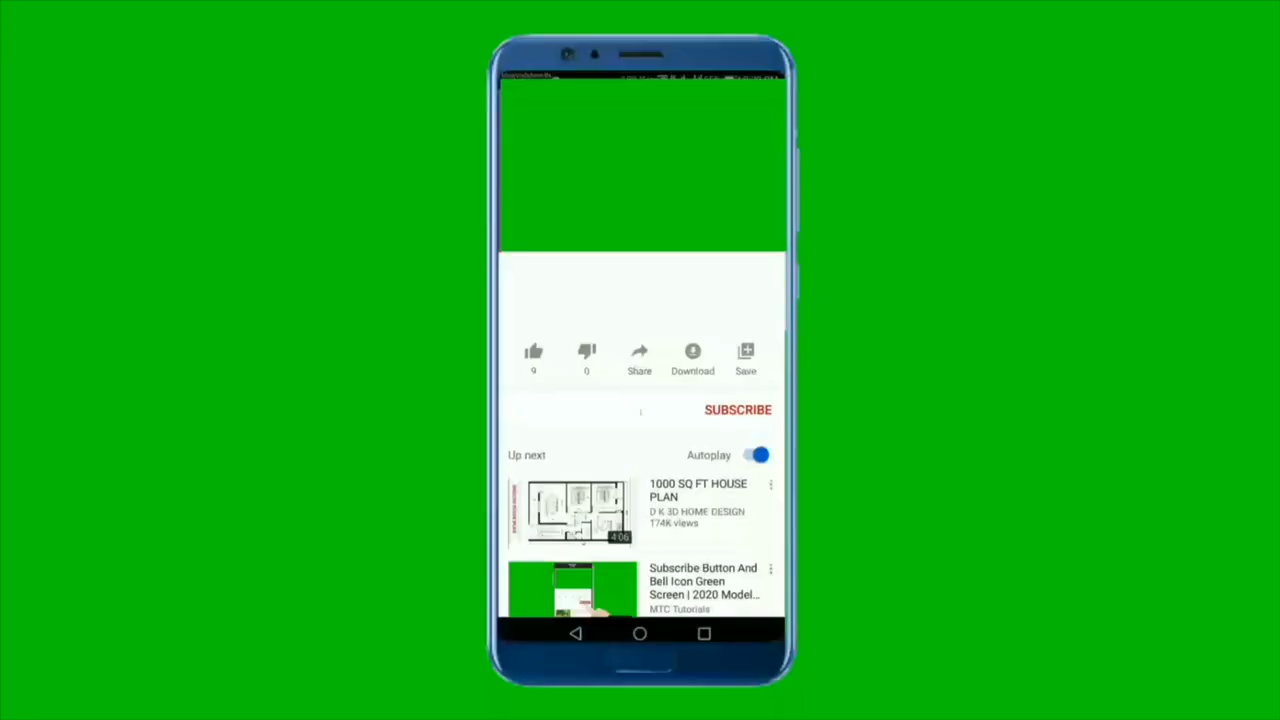 9
0
Share
Download
Save
SUBSCRIBE
Up next
Autoplay
1000 SQ FT HOUSE
PLAN
D K 3D HOME DESIGN
174K views
4:06
Subscribe Button And
Bell Icon Green
Screen | 2020 Model...
MTC Tutorials